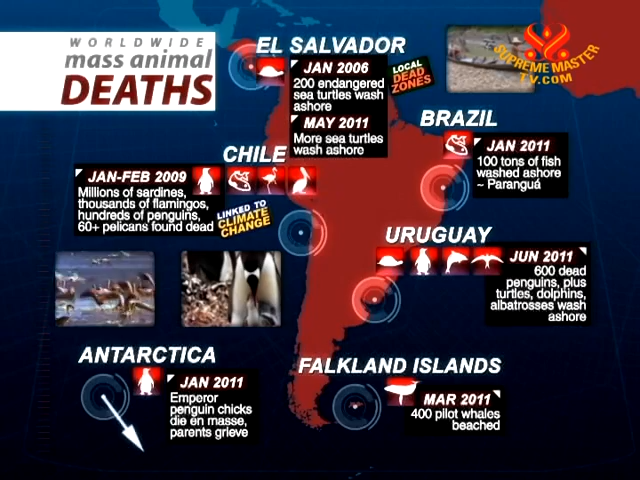 WORLDWIDE
mass animal
DEATHS
SUPREME MASTER
TV.COM
EL SALVADOR
JAN 2006
200 endangered
sea turtles wash
ashore
MAY 2011
More sea turtles
wash ashore
LOCAL
DEAD
ZONES
BRAZIL
JAN 2011
100 tons of fish
washed ashore
~ Paranguá
CHILE
JAN-FEB 2009
Millions of sardines,
thousands of flamingos,
hundreds of penguins,
60+ pelicans found dead
LINKED TO
CLIMATE
CHANGE
URUGUAY
JUN 2011
600 dead
penguins, plus
turtles, dolphins,
albatrosses wash
ashore
ANTARCTICA
JAN 2011
Emperor
penguin chicks
die en masse,
parents grieve
FALKLAND ISLANDS
MAR 2011
400 pilot whales
beached